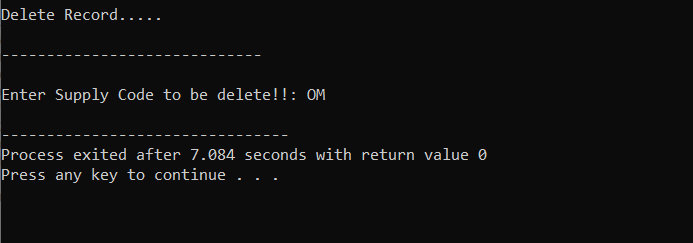 Delete Record.....
-----------------------------
Enter Supply Code to be delete!!: OM
--------------------------------
Process exited after 7.084 seconds with return value 0
Press any key to continue . . .